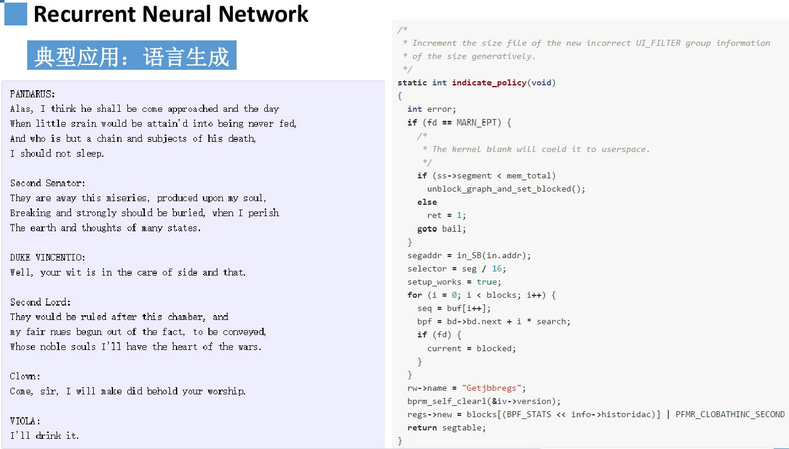 Recurrent Neural Network
典型应用：语言生成
PANDARUS:
Alas, I think he shall be come approached and the day
When little srain would be attain'd into being never fed,
And who is but a chain and subjects of his death,
I should not sleep.
Second Senator:
They are away this miseries, produced upon my soul,
Breaking and strongly should be buried, when I perish
The earth and thoughts of many states.
DUKE VINCENTIO:
Well, your wit is in the care of side and that.
Second Lord:
They would be ruled after this chamber, and
my fair nues begun out of the fact, to be conveyed,
Whose noble souls I'll have the heart of the wars.
Clown:
Come, sir, I will make did behold your worship.
VIOLA:
I'll drink it.
/*
* Increment the size file of the new incorrect UI_FILTER group information
* of the size generatively.
*/
static int indicate_policy(void)
{
int error;
if (fd == MARN_EPT) {
/*
* The kernel blank will coeld it to userspace.
*/
if (ss->segment < mem_total)
unblock_graph_and_set_blocked();
else
ret = 1;
goto bail;
}
segaddr = in_SB(in.addr);
selector = seg / 16;
setup_works = true;
for (i = 0; i < blocks; i++) {
seq = buf[i++];
bpf = bd->bd.next + i * search;
if (fd) {
current = blocked;
}
}
rw->name = "Getjbbregs";
bprm_self_clearl(&iv->version);
regs->new = blocks[(BPF_STATS << info->historidac)] | PFMR_CLOBATHINC_SECOND
return segtable;
}